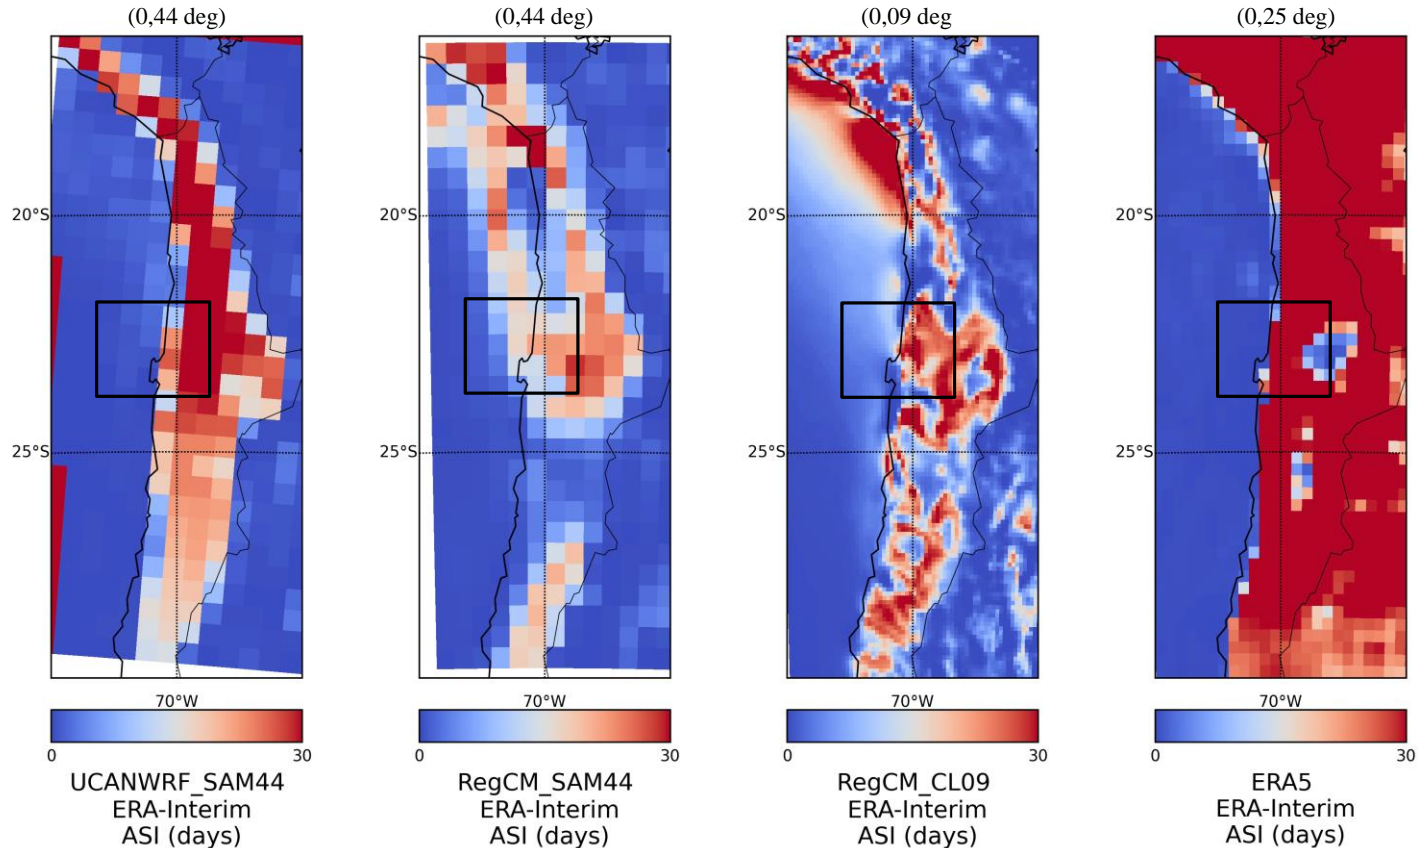 (0,44 deg) (0,44 deg) (0,09 deg (0,25 deg)
20°S 20°S 20°S 20°S
25°S 25°S 25°S 25°S
70°W 70°W 70°W 70°W
0 30 0 30 0 30 0 30
UCANWRF_SAM44 RegCM_SAM44 RegCM_CL09 ERA5
ERA-Interim ERA-Interim ERA-Interim ERA-Interim
ASI (days) ASI (days) ASI (days) ASI (days)